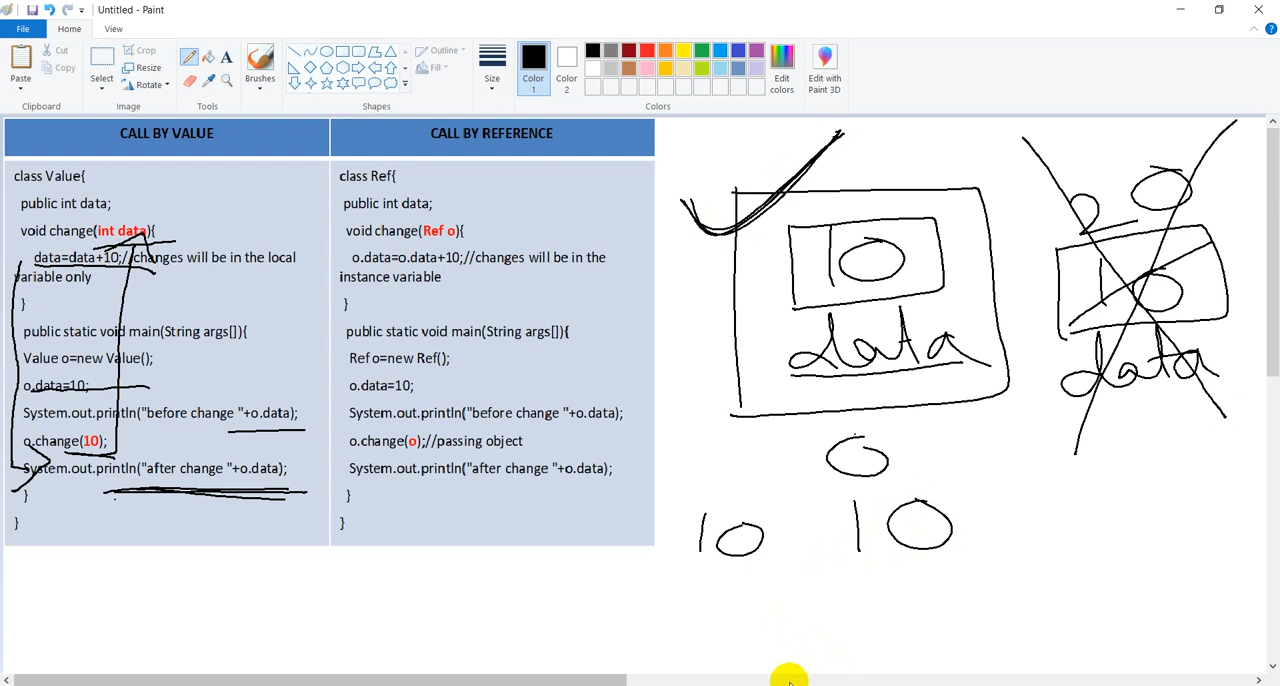 Untitled - Paint
File
Home
View
Paste
Cut
Copy
Clipboard
Select
Crop
Resize
Rotate
Image
A
Tools
Brushes
Outline
Fill
Shapes
Size
Color
1
Color
2
Edit
colors
Colors
Edit with
Paint 3D
CALL BY VALUE
class Value{
public int data;
void change(int data){
data=data+10;//changes will be in the local
variable only
}
public static void main(String args[]){
Value o=new Value();
o.data=10;
System.out.println("before change "+o.data);
o.change(10);
System.out.println("after change "+o.data);
}
}
CALL BY REFERENCE
class Ref{
public int data;
void change(Ref o){
o.data=o.data+10;//changes will be in the
instance variable
}
public static void main(String args[]){
Ref o=new Ref();
o.data=10;
System.out.println("before change "+o.data);
o.change(o);//passing object
System.out.println("after change "+o.data);
}
}
10
data
o
10 10
20
10
data